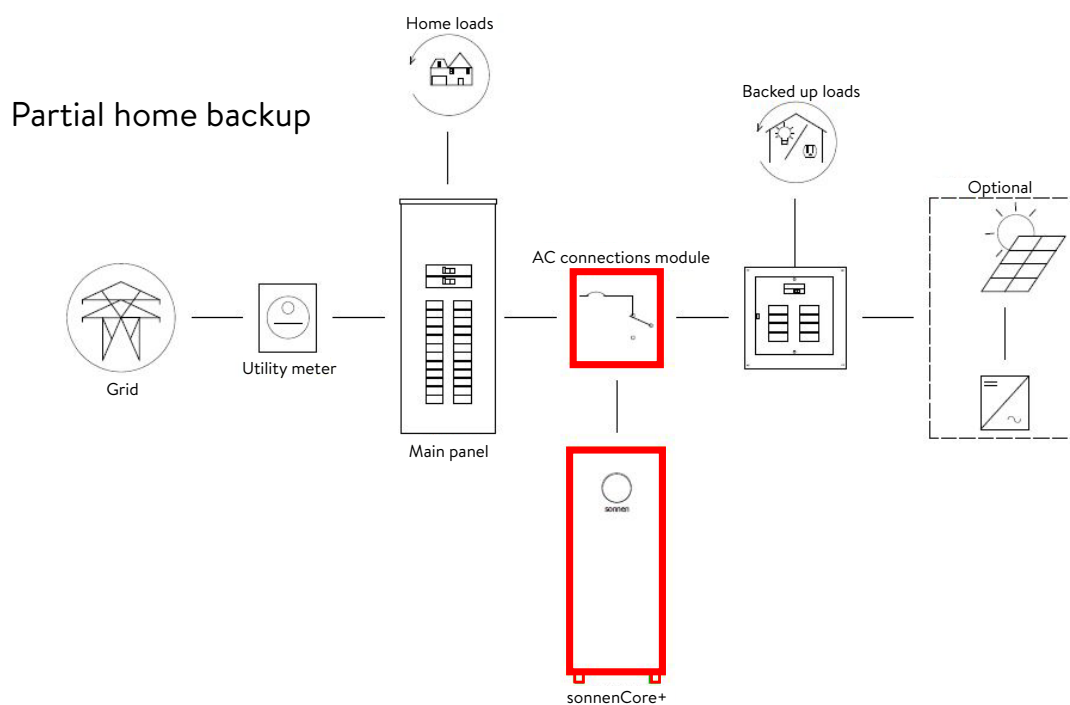 Home loads
Partial home backup
Backed up loads
Optional
AC connections module
Utility meter
Grid
Main panel
sonnen
sonnenCore+